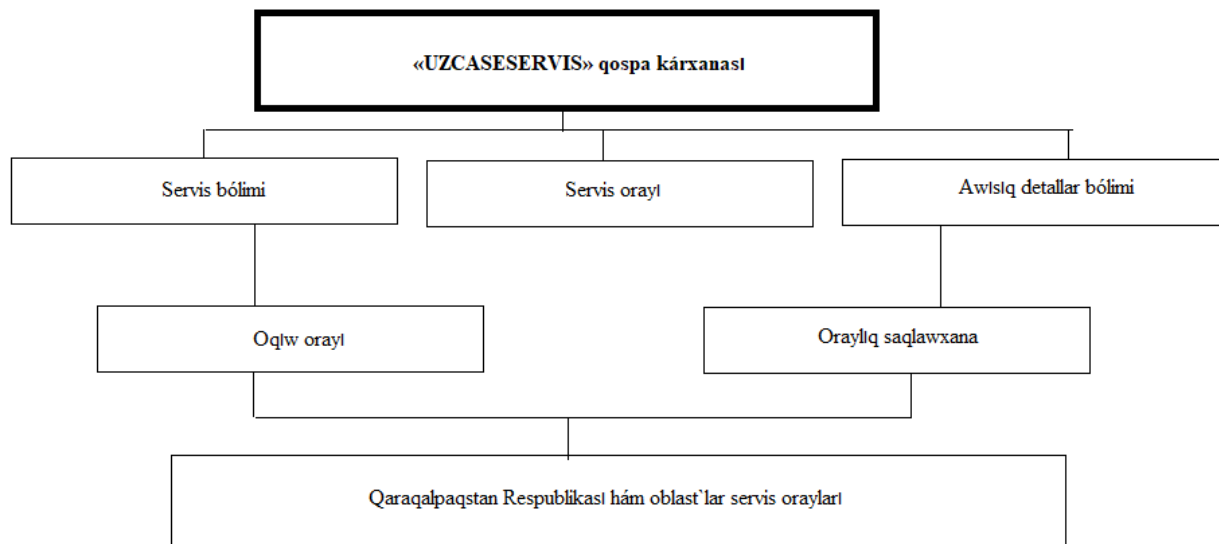 «UZCASESERVIS» qospa kárxanası
Servis bólimi
Servis orayı
Awısıq detallar bólimi
Oqıw orayı
Oraylıq saqlawxana
Qaraqalpaqstan Respublikası hám oblast`lar servis orayları